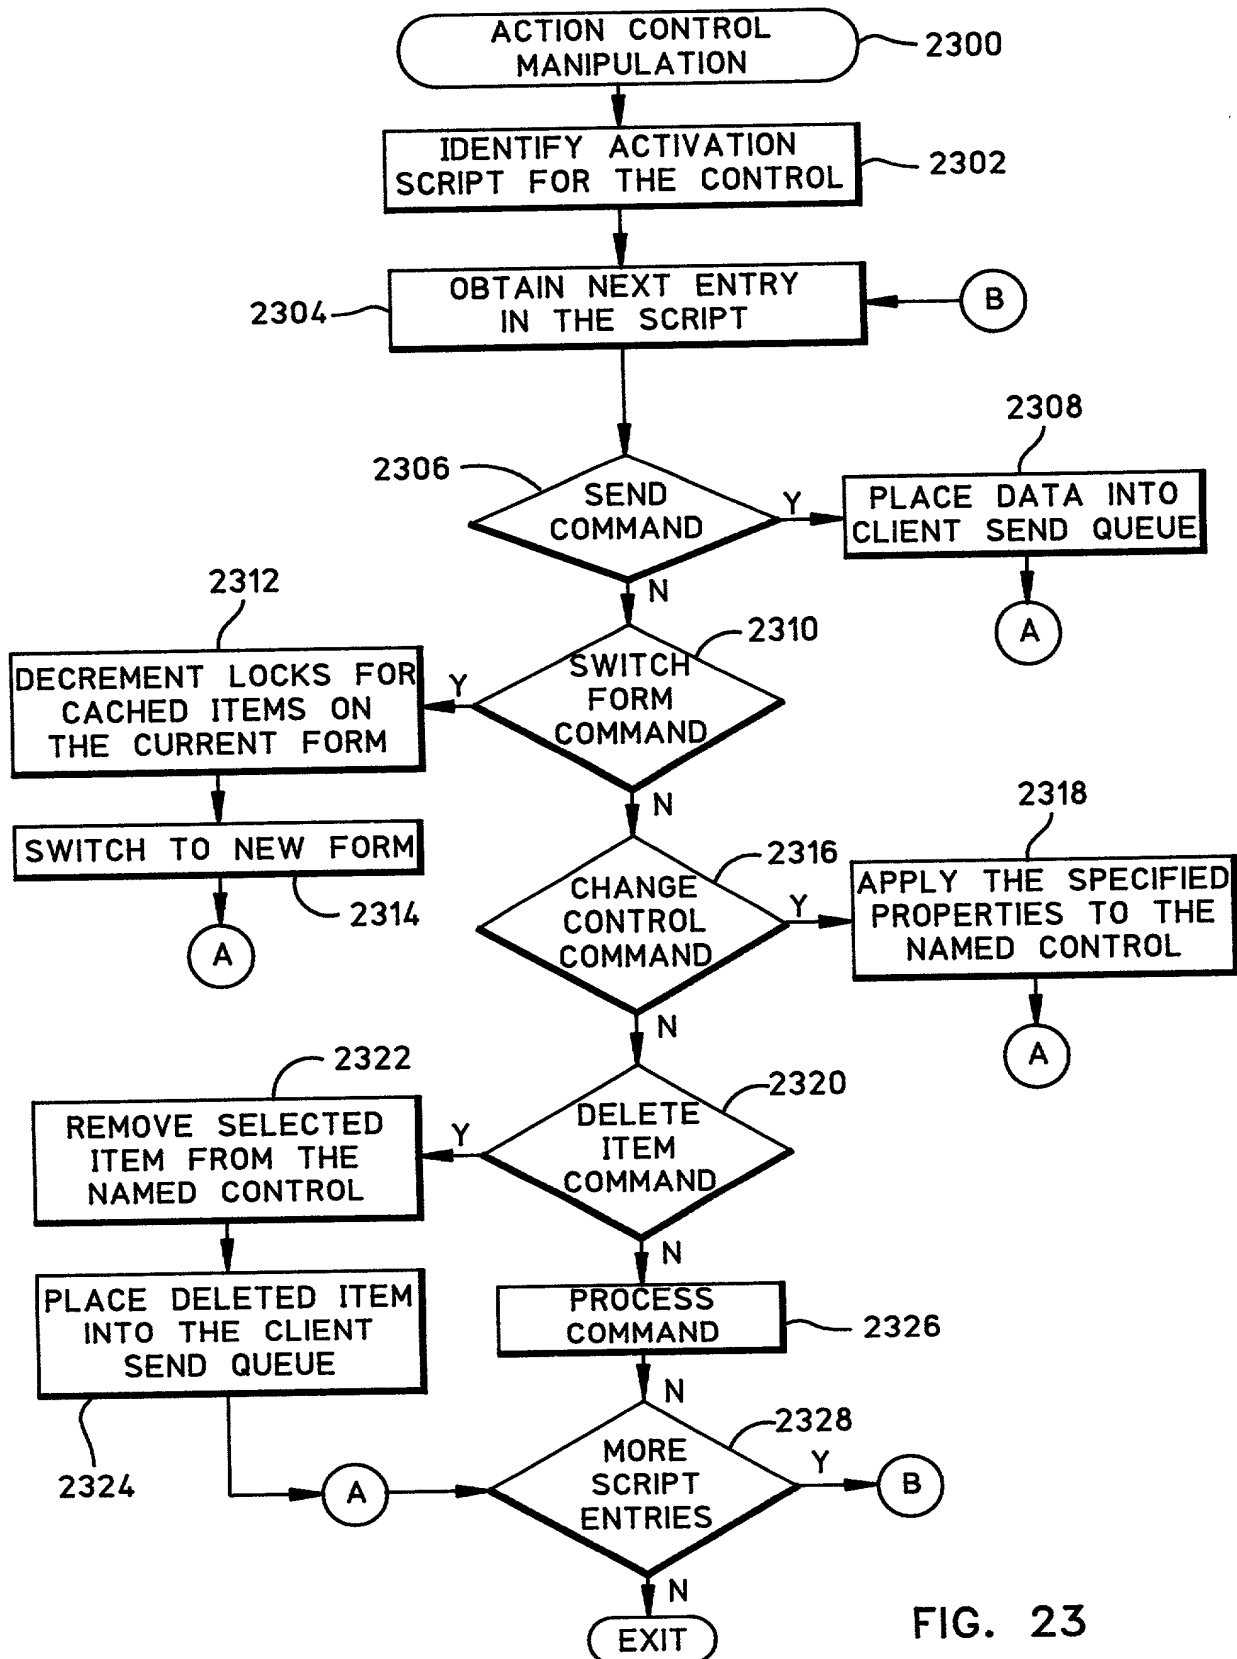 ACTION CONTROL
MANIPULATION
2300
IDENTIFY ACTIVATION
SCRIPT FOR THE CONTROL
2302
OBTAIN NEXT ENTRY
IN THE SCRIPT
2304
B
2306
SEND
COMMAND
Y
2308
PLACE DATA INTO
CLIENT SEND QUEUE
A
N
2312
DECREMENT LOCKS FOR
CACHED ITEMS ON
THE CURRENT FORM
Y
2310
SWITCH
FORM
COMMAND
SWITCH TO NEW FORM
2314
A
N
2316
CHANGE
CONTROL
COMMAND
Y
2318
APPLY THE SPECIFIED
PROPERTIES TO THE
NAMED CONTROL
A
N
2322
REMOVE SELECTED
ITEM FROM THE
NAMED CONTROL
Y
2320
DELETE
ITEM
COMMAND
PLACE DELETED ITEM
INTO THE CLIENT
SEND QUEUE
2324
N
PROCESS
COMMAND
2326
N
A
2328
MORE
SCRIPT
ENTRIES
Y
B
N
EXIT
FIG. 23